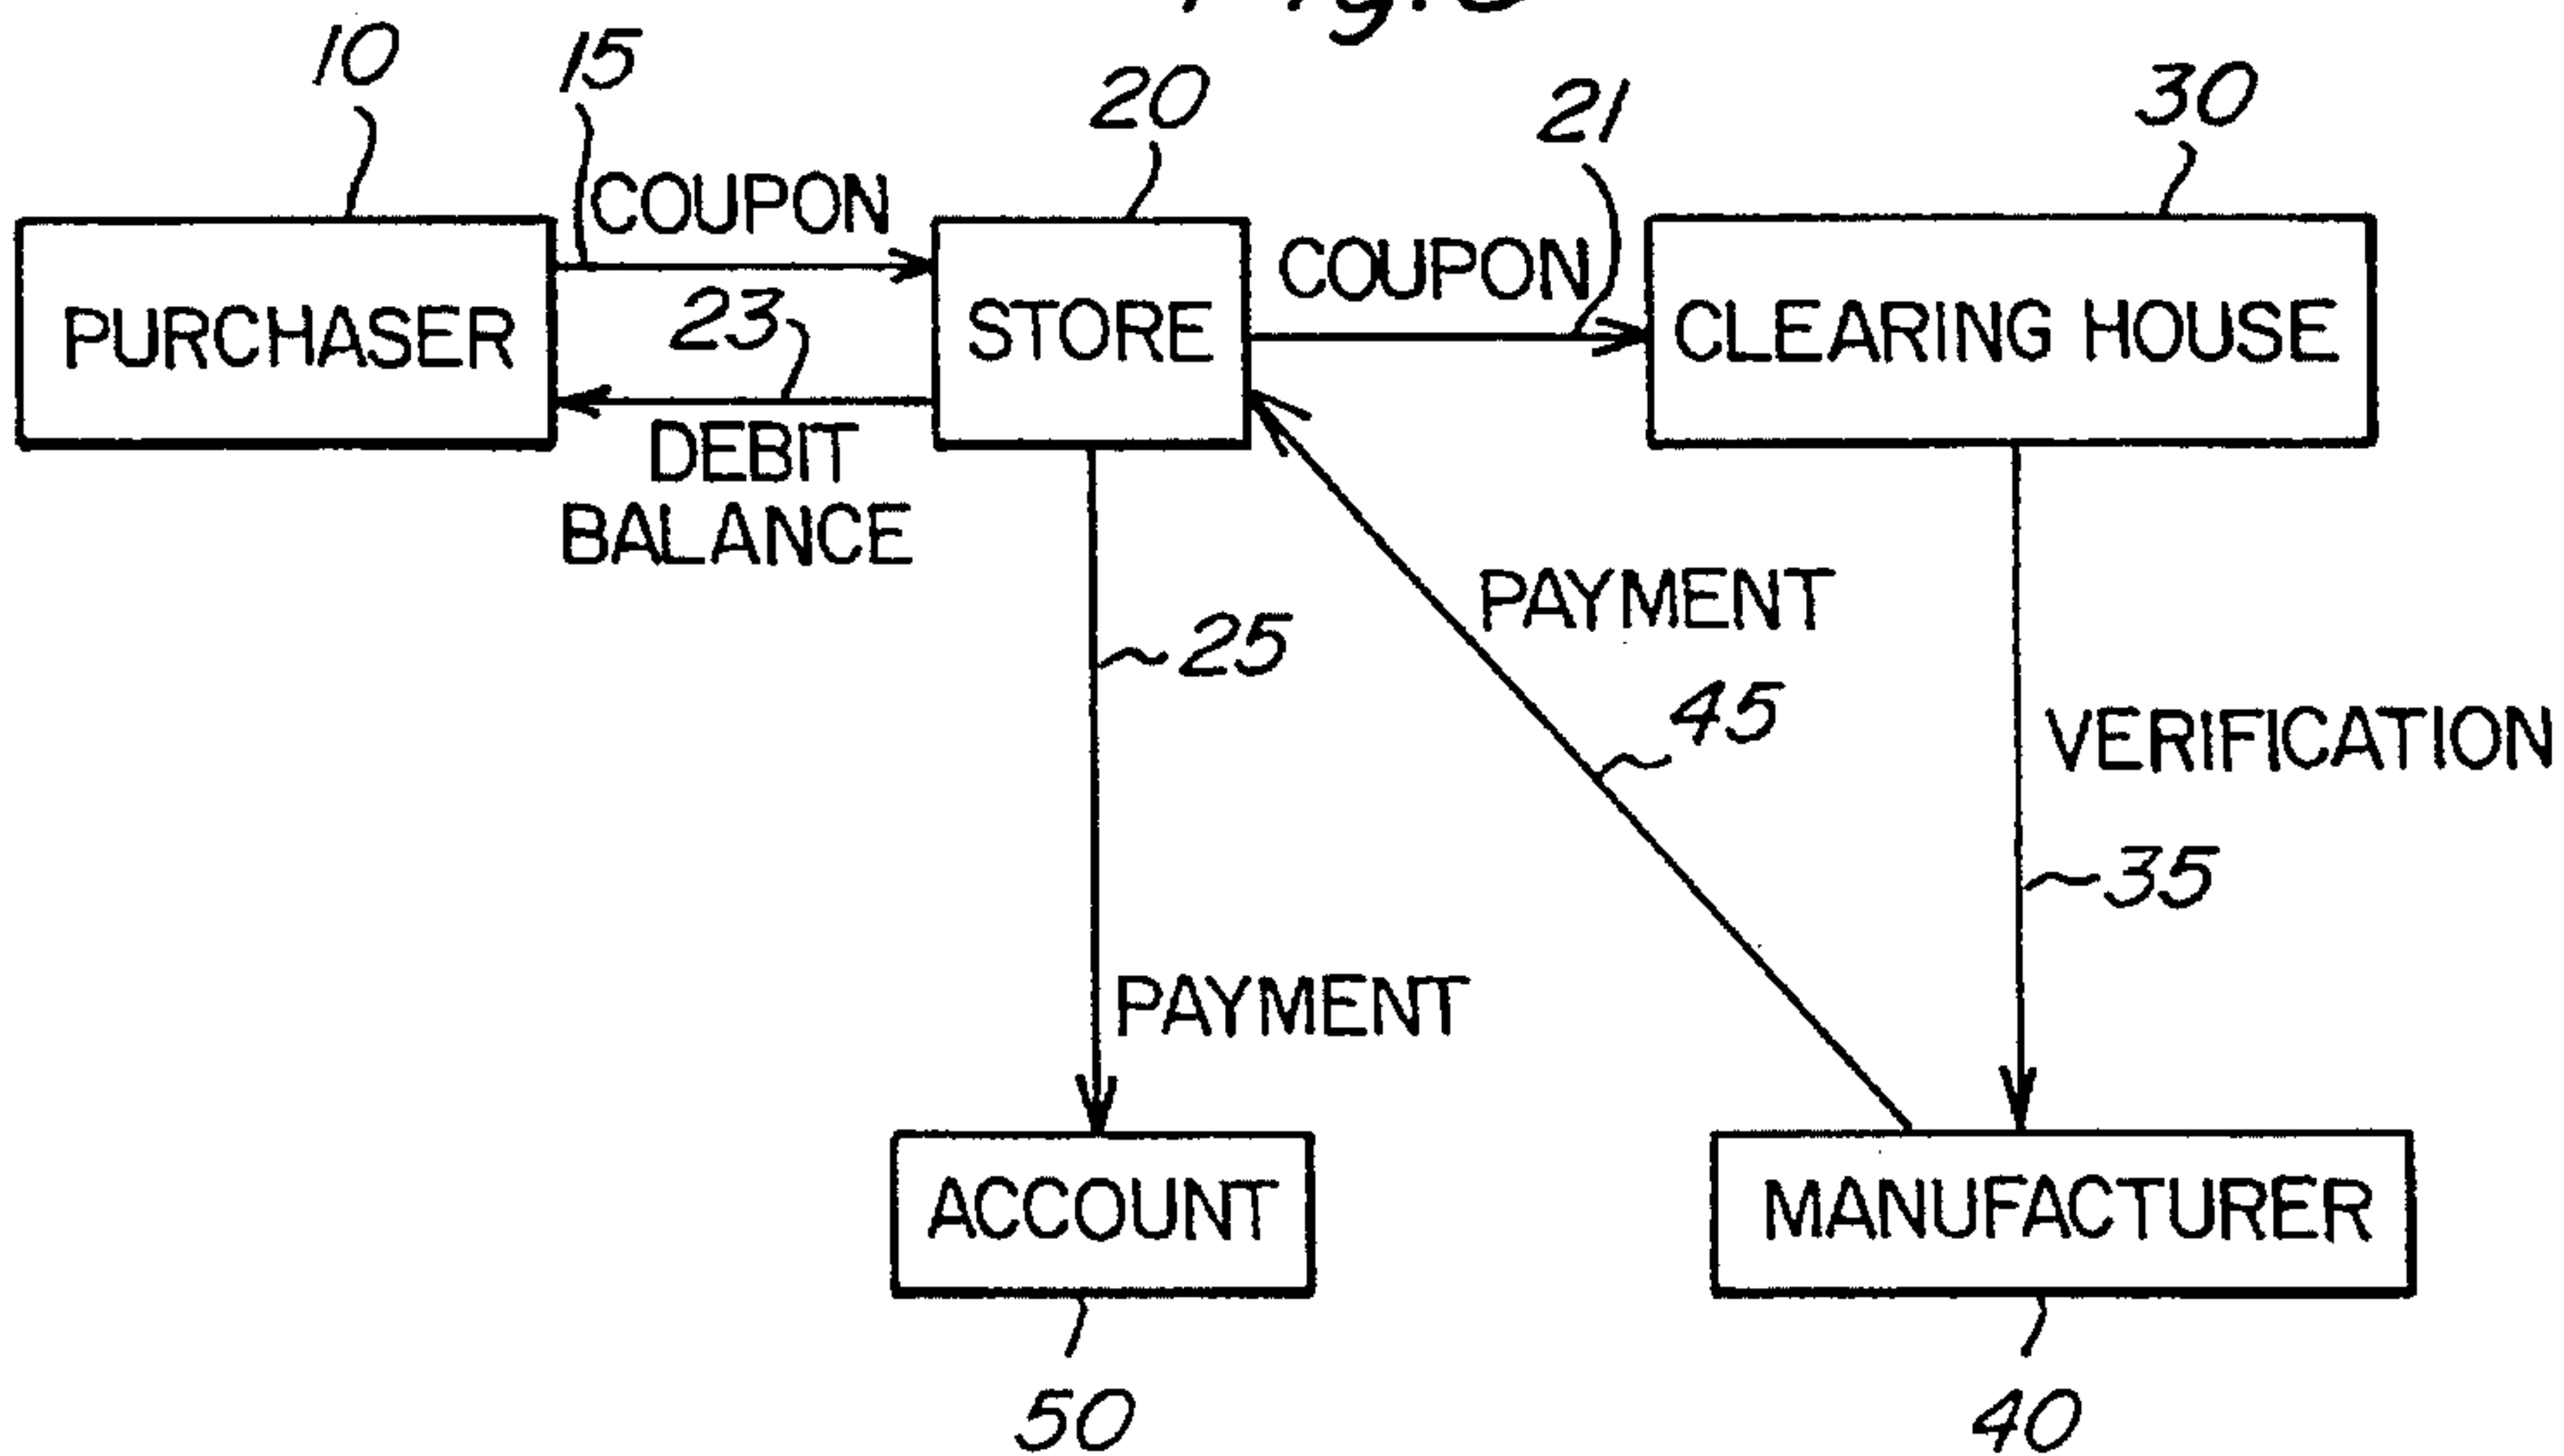 10
15
20
21
30
COUPON
COUPON
PURCHASER
23
STORE
CLEARING HOUSE
DEBIT
BALANCE
PAYMENT
25
45
VERIFICATION
35
PAYMENT
ACCOUNT
MANUFACTURER
50
40